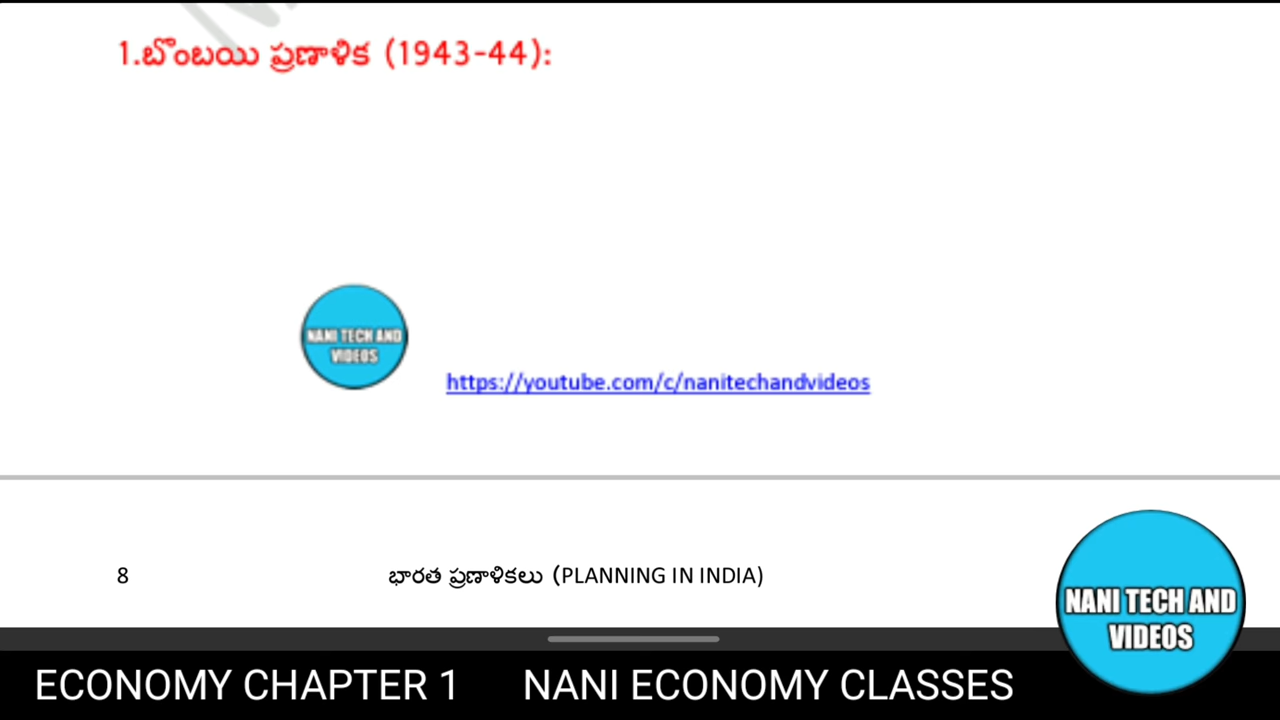 1.బొంబయి ప్రణాళిక (1943-44):
NANI TECH AND
VIDEOS
https://youtube.com/c/nanitechandvideos
8 భారత ప్రణాళికలు (PLANNING IN INDIA)
NANI TECH AND
VIDEOS
ECONOMY CHAPTER 1 NANI ECONOMY CLASSES